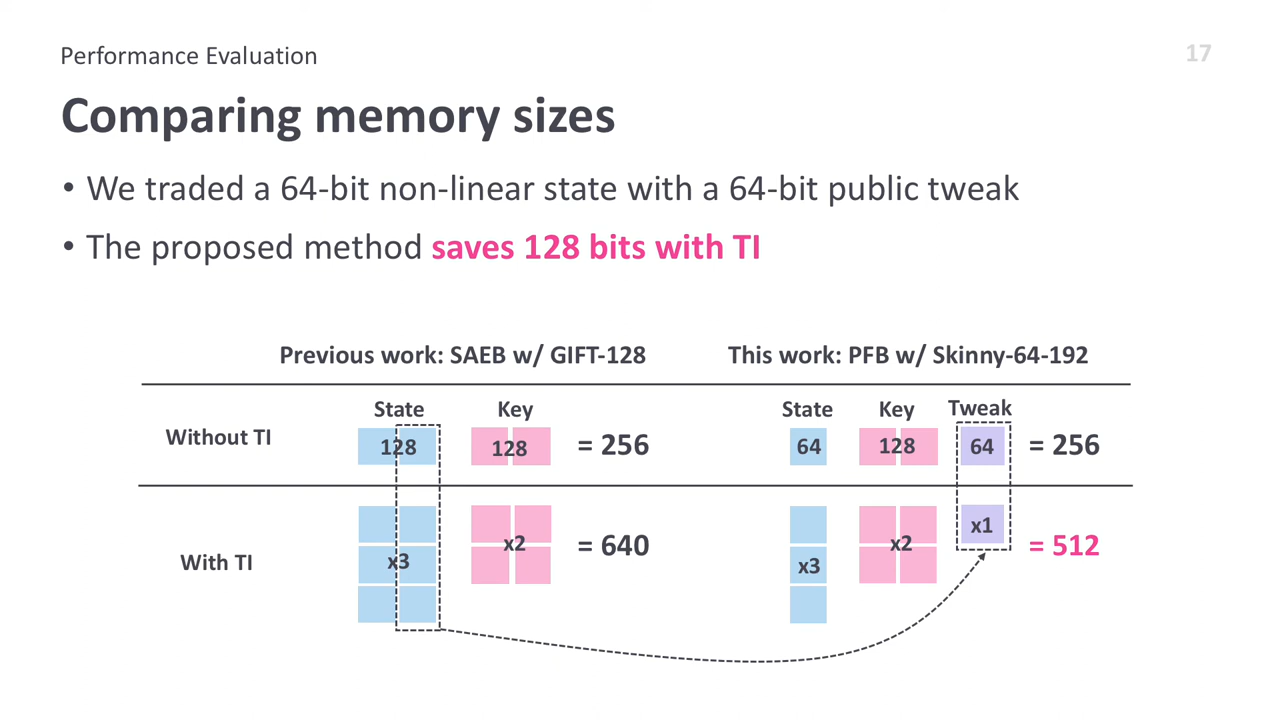 Performance Evaluation
17
Comparing memory sizes
• We traded a 64-bit non-linear state with a 64-bit public tweak
• The proposed method saves 128 bits with TI
Previous work: SAEB w/ GIFT-128
This work: PFB w/ Skinny-64-192
State Key State Key Tweak
Without TI 128 128 = 256 64 128 64 = 256
With TI x3 x2 = 640 x3 x2 x1 = 512